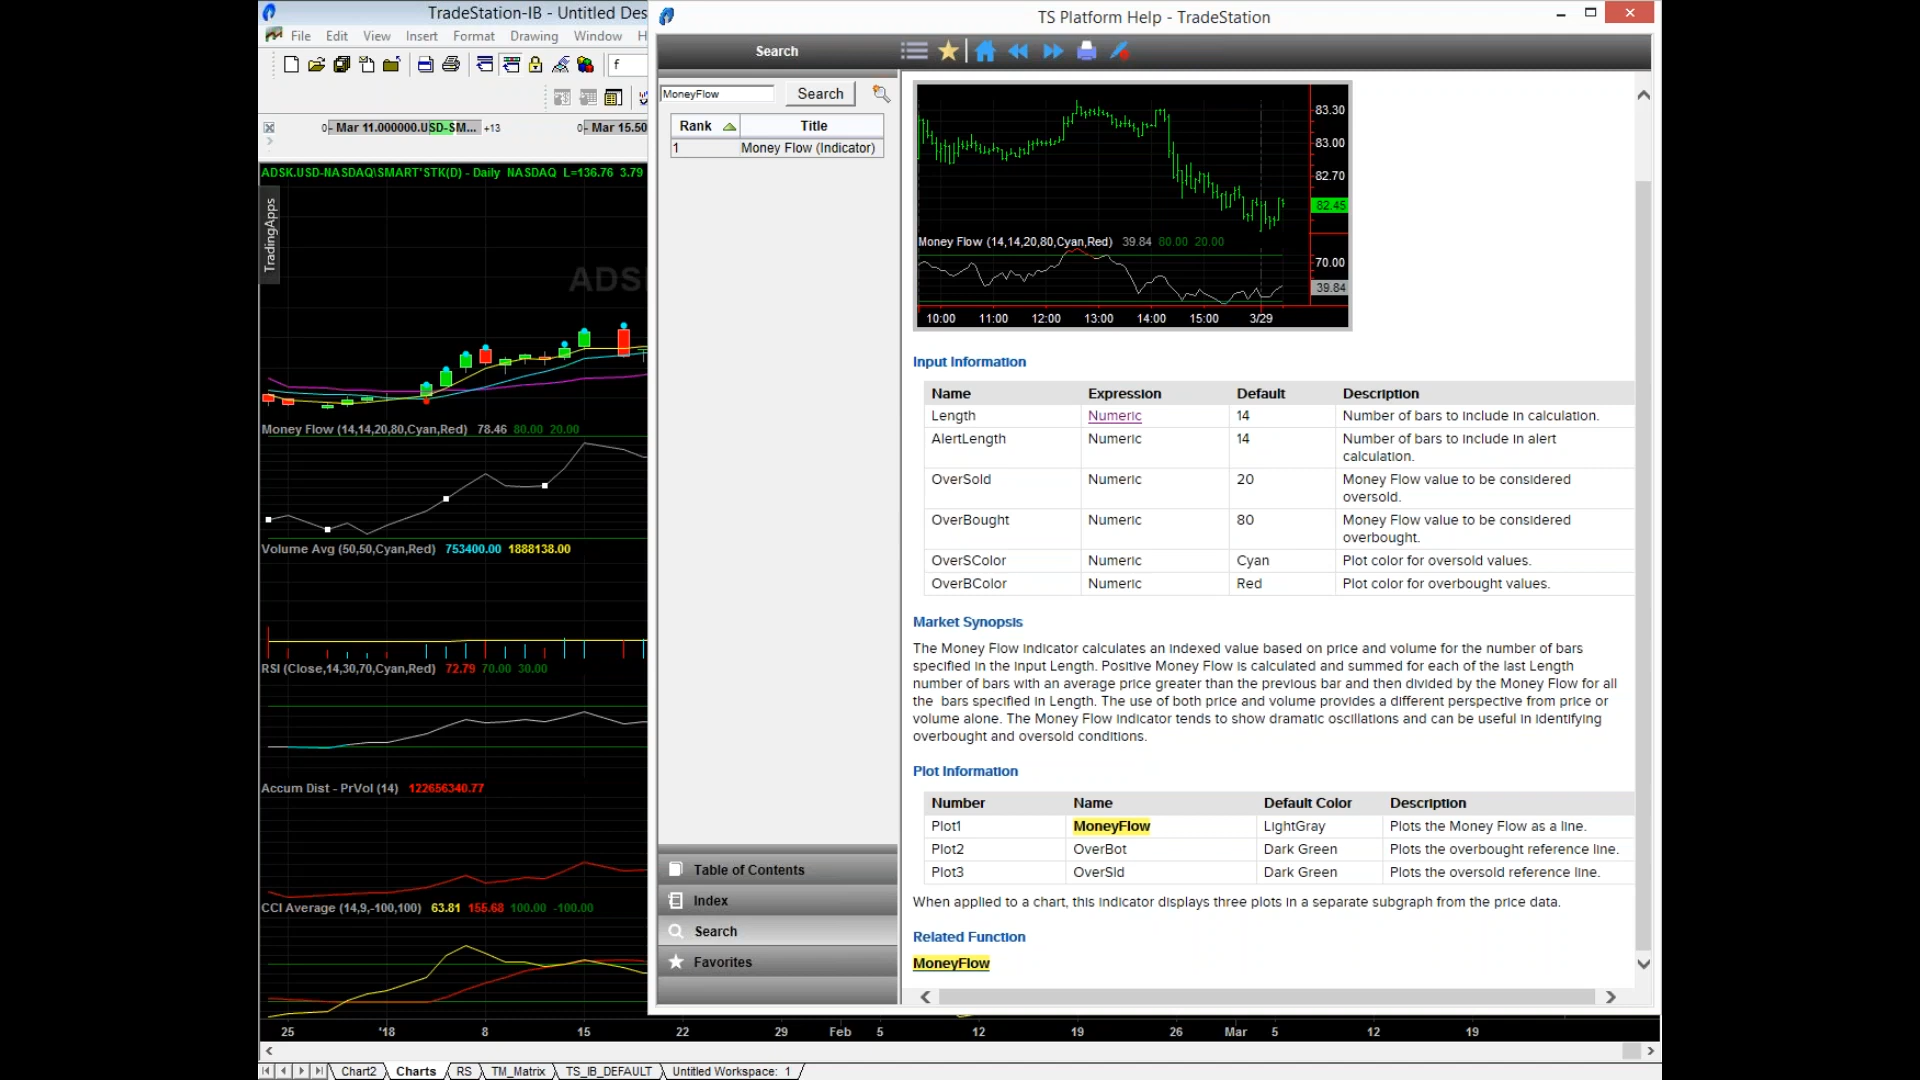 TradeStation-IB - Untitled Des
File Edit View Insert Format Drawing Window H
f
0- Mar 11.000000.USD-SM... +13 0- Mar 15.50
ADSK.USD-NASDAQ\SMART'STK(D) - Daily NASDAQ L=136.76 3.79
TradingApps
ADS
Money Flow (14,14,20,80,Cyan,Red) 78.46 80.00 20.00
Volume Avg (50,50,Cyan,Red) 753400.00 1888138.00
RSI (Close,14,30,70,Cyan,Red) 72.79 70.00 30.00
Accum Dist - PrVol (14) 122656340.77
CCI Average (14,9,-100,100) 63.81 155.68 100.00 -100.00
25 '18 8 15 22 29 Feb 5 12 19 26 Mar 5 12 19
Chart2 Charts RS TM_Matrix TS_IB_DEFAULT Untitled Workspace: 1
TS Platform Help - TradeStation
Search
MoneyFlow Search
Rank Title
1 Money Flow (Indicator)
Table of Contents
Index
Search
Favorites
83.30
83.00
82.70
82.45
Money Flow (14,14,20,80,Cyan,Red) 39.84 80.00 20.00
70.00
39.84
10:00 11:00 12:00 13:00 14:00 15:00 3/29
Input Information
Name Expression Default Description
Length Numeric 14 Number of bars to include in calculation.
AlertLength Numeric 14 Number of bars to include in alert
calculation.
OverSold Numeric 20 Money Flow value to be considered
oversold.
OverBought Numeric 80 Money Flow value to be considered
overbought.
OverSColor Numeric Cyan Plot color for oversold values.
OverBColor Numeric Red Plot color for overbought values.
Market Synopsis
The Money Flow indicator calculates an indexed value based on price and volume for the number of bars
specified in the input Length. Positive Money Flow is calculated and summed for each of the last Length
number of bars with an average price greater than the previous bar and then divided by the Money Flow for all
the bars specified in Length. The use of both price and volume provides a different perspective from price or
volume alone. The Money Flow indicator tends to show dramatic oscillations and can be useful in identifying
overbought and oversold conditions.
Plot Information
Number Name Default Color Description
Plot1 MoneyFlow LightGray Plots the Money Flow as a line.
Plot2 OverBot Dark Green Plots the overbought reference line.
Plot3 OverSld Dark Green Plots the oversold reference line.
When applied to a chart, this indicator displays three plots in a separate subgraph from the price data.
Related Function
MoneyFlow